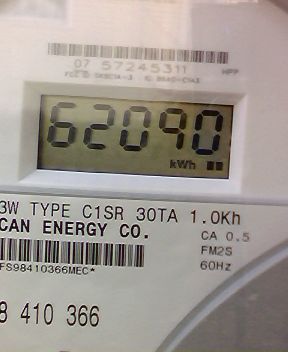 07 57245311
HPP
62090
kWh
3W TYPE C1SR 30TA 1.0Kh
CAN ENERGY CO.
CA 0.5
FM2S
FS98410366MEC*
60Hz
8 410 366